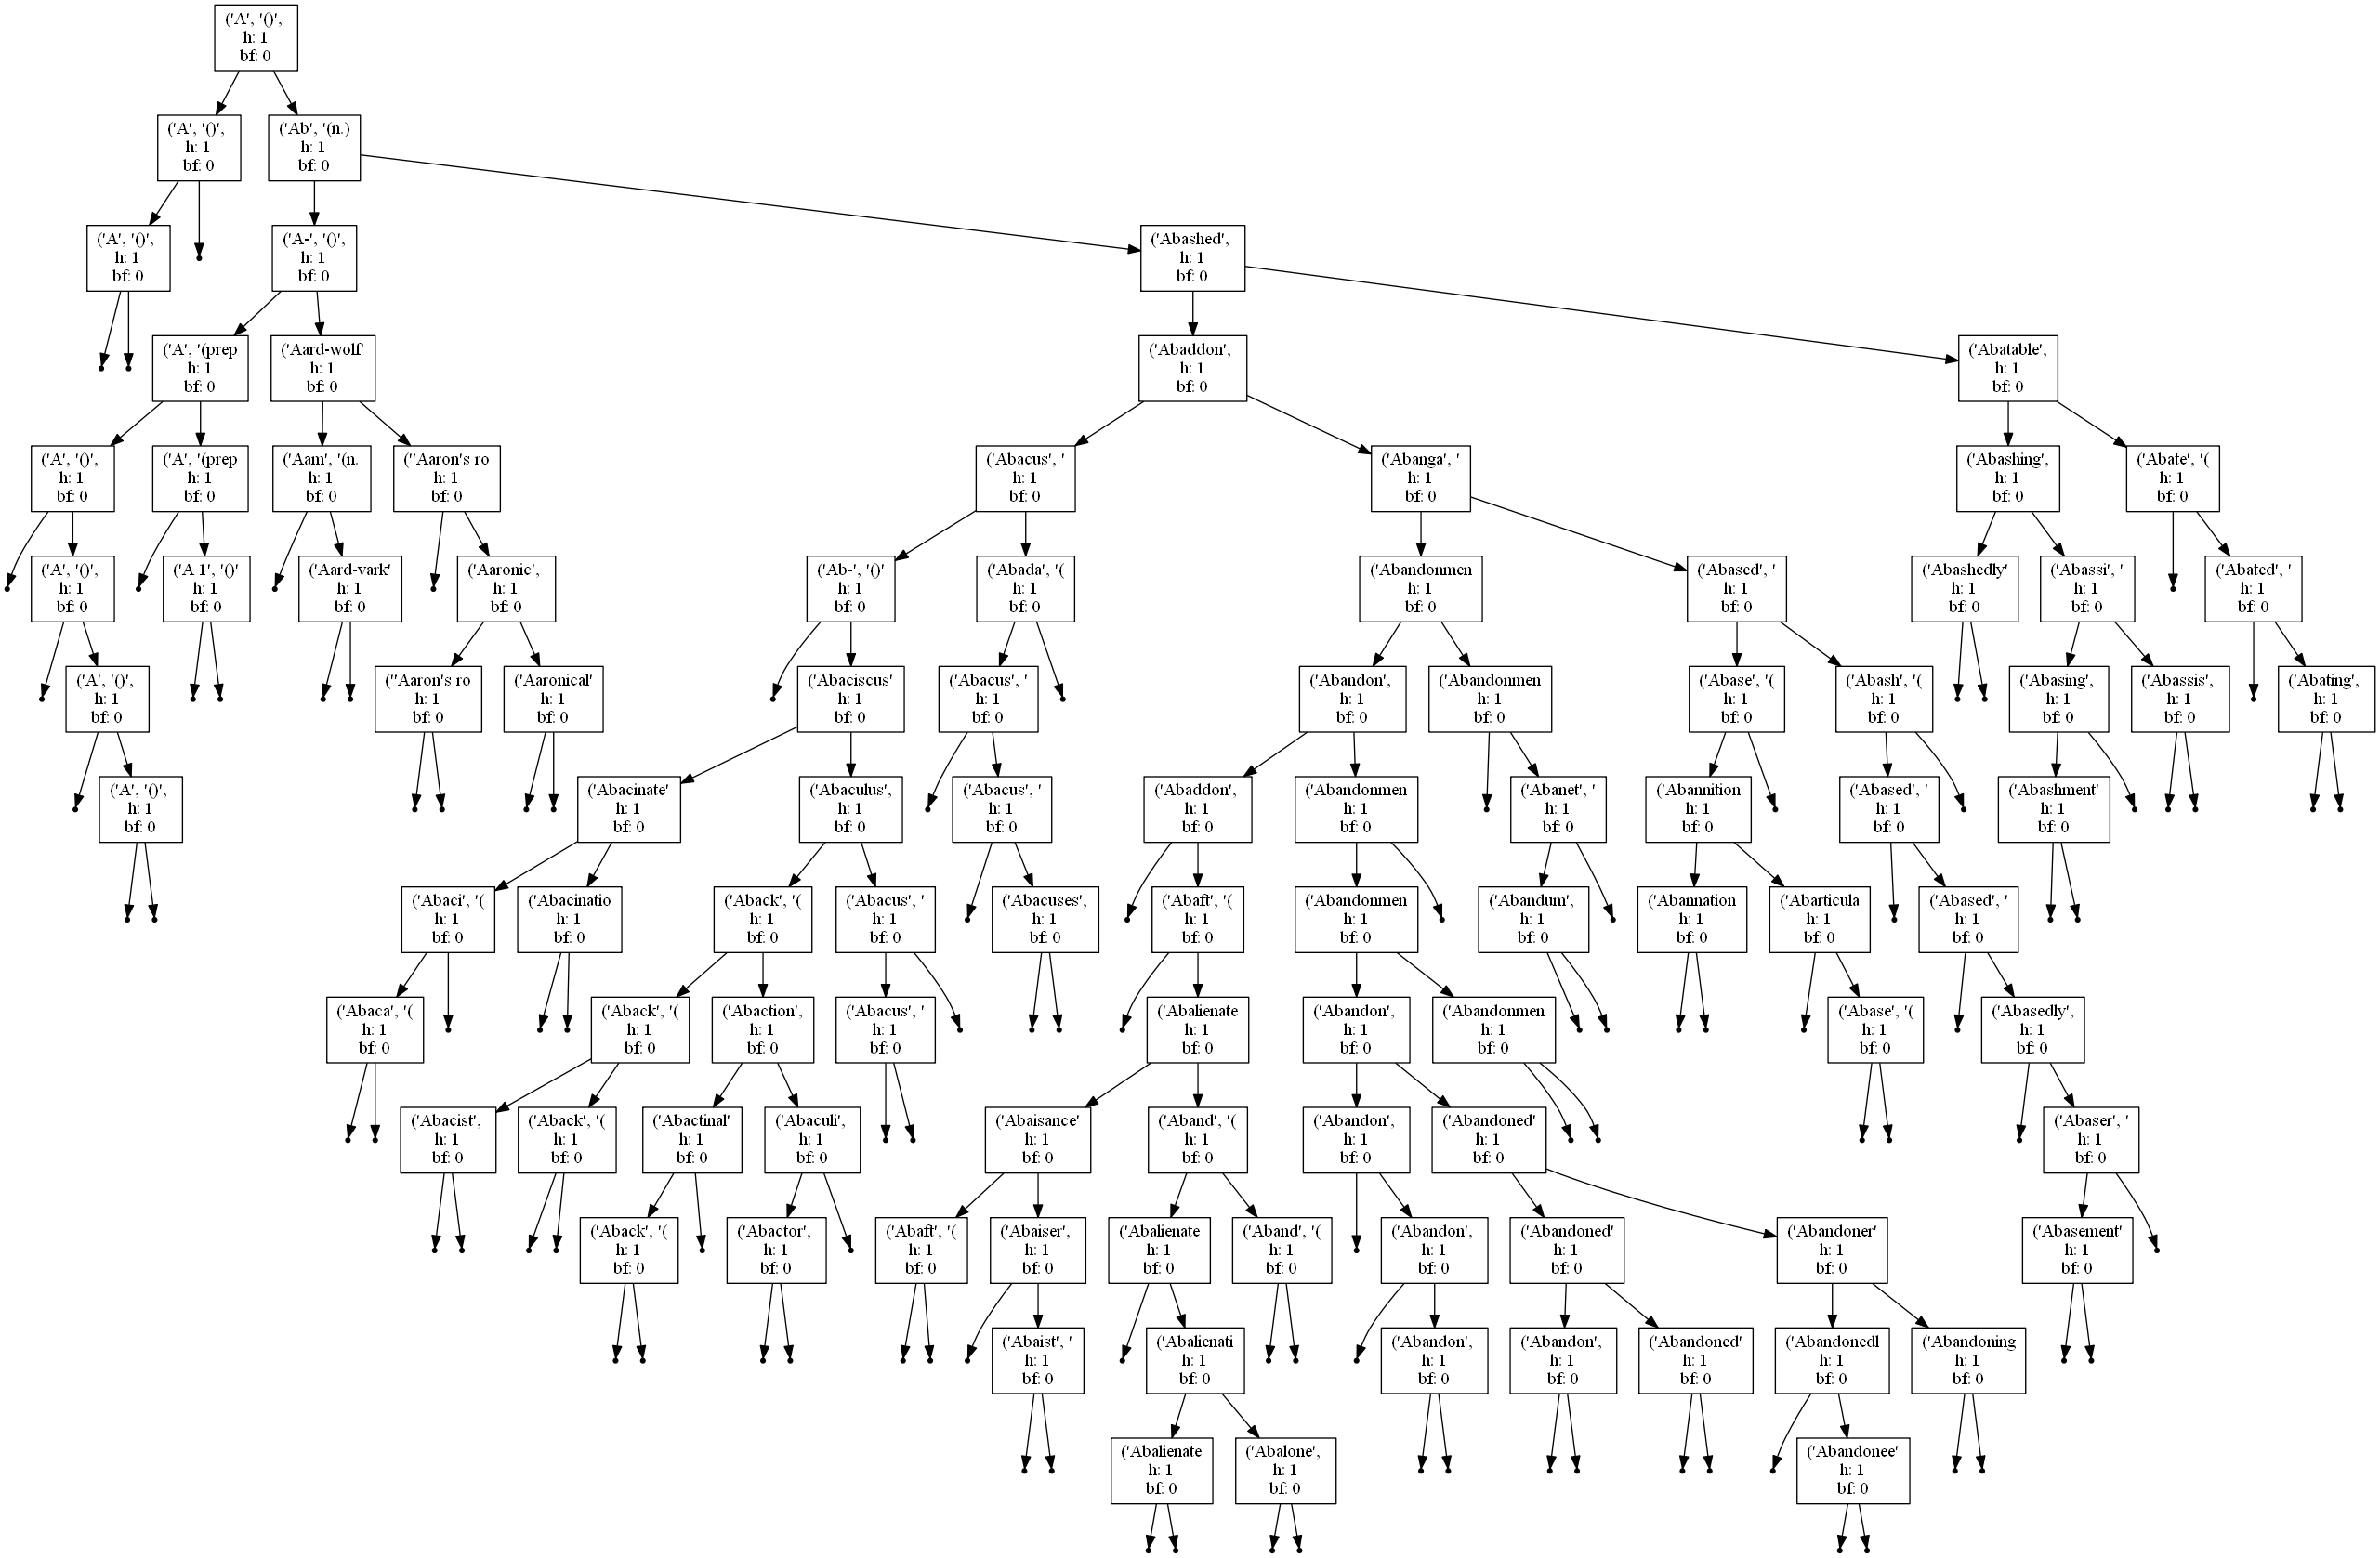 ('A', '()',
h: 1
bf: 0
('A', '()',
h: 1
bf: 0
('Ab', '(n.)
h: 1
bf: 0
('A', '()',
h: 1
bf: 0
('A-', '()',
h: 1
bf: 0
('Abashed',
h: 1
bf: 0
('A', '(prep
h: 1
bf: 0
('Aard-wolf'
h: 1
bf: 0
('Abaddon',
h: 1
bf: 0
('Abatable',
h: 1
bf: 0
('A', '()',
h: 1
bf: 0
('A', '(prep
h: 1
bf: 0
('Aam', '(n.
h: 1
bf: 0
("Aaron's ro
h: 1
bf: 0
('Abacus', '
h: 1
bf: 0
('Abanga', '
h: 1
bf: 0
('Abashing',
h: 1
bf: 0
('Abate', '(
h: 1
bf: 0
('A', '()',
h: 1
bf: 0
('A 1', '()'
h: 1
bf: 0
('Aard-vark'
h: 1
bf: 0
('Aaronic',
h: 1
bf: 0
('Ab-', '()'
h: 1
bf: 0
('Abada', '(
h: 1
bf: 0
('Abandonmen
h: 1
bf: 0
('Abased', '
h: 1
bf: 0
('Abashedly'
h: 1
bf: 0
('Abassi', '
h: 1
bf: 0
('Abated', '
h: 1
bf: 0
('A', '()',
h: 1
bf: 0
("Aaron's ro
h: 1
bf: 0
('Aaronical'
h: 1
bf: 0
('Abaciscus'
h: 1
bf: 0
('Abacus', '
h: 1
bf: 0
('Abandon',
h: 1
bf: 0
('Abandonmen
h: 1
bf: 0
('Abase', '(
h: 1
bf: 0
('Abash', '(
h: 1
bf: 0
('Abasing',
h: 1
bf: 0
('Abassis',
h: 1
bf: 0
('Abating',
h: 1
bf: 0
('A', '()',
h: 1
bf: 0
('Abacinate'
h: 1
bf: 0
('Abaculus',
h: 1
bf: 0
('Abacus', '
h: 1
bf: 0
('Abaddon',
h: 1
bf: 0
('Abandonmen
h: 1
bf: 0
('Abanet', '
h: 1
bf: 0
('Abannition
h: 1
bf: 0
('Abased', '
h: 1
bf: 0
('Abashment'
h: 1
bf: 0
('Abaci', '(
h: 1
bf: 0
('Abacinatio
h: 1
bf: 0
('Aback', '(
h: 1
bf: 0
('Abacus', '
h: 1
bf: 0
('Abacuses',
h: 1
bf: 0
('Abaft', '(
h: 1
bf: 0
('Abandonmen
h: 1
bf: 0
('Abandum',
h: 1
bf: 0
('Abannation
h: 1
bf: 0
('Abarticula
h: 1
bf: 0
('Abased', '
h: 1
bf: 0
('Abaca', '(
h: 1
bf: 0
('Aback', '(
h: 1
bf: 0
('Abaction',
h: 1
bf: 0
('Abacus', '
h: 1
bf: 0
('Abalienate
h: 1
bf: 0
('Abandon',
h: 1
bf: 0
('Abandonmen
h: 1
bf: 0
('Abase', '(
h: 1
bf: 0
('Abasedly',
h: 1
bf: 0
('Abacist',
h: 1
bf: 0
('Aback', '(
h: 1
bf: 0
('Abactinal'
h: 1
bf: 0
('Abaculi',
h: 1
bf: 0
('Abaisance'
h: 1
bf: 0
('Aband', '(
h: 1
bf: 0
('Abandon',
h: 1
bf: 0
('Abandoned'
h: 1
bf: 0
('Abaser', '
h: 1
bf: 0
('Aback', '(
h: 1
bf: 0
('Abactor',
h: 1
bf: 0
('Abaft', '(
h: 1
bf: 0
('Abaiser',
h: 1
bf: 0
('Abalienate
h: 1
bf: 0
('Aband', '(
h: 1
bf: 0
('Abandon',
h: 1
bf: 0
('Abandoned'
h: 1
bf: 0
('Abandoner'
h: 1
bf: 0
('Abasement'
h: 1
bf: 0
('Abaist', '
h: 1
bf: 0
('Abalienati
h: 1
bf: 0
('Abandon',
h: 1
bf: 0
('Abandon',
h: 1
bf: 0
('Abandoned'
h: 1
bf: 0
('Abandonedl
h: 1
bf: 0
('Abandoning
h: 1
bf: 0
('Abalienate
h: 1
bf: 0
('Abalone',
h: 1
bf: 0
('Abandonee'
h: 1
bf: 0